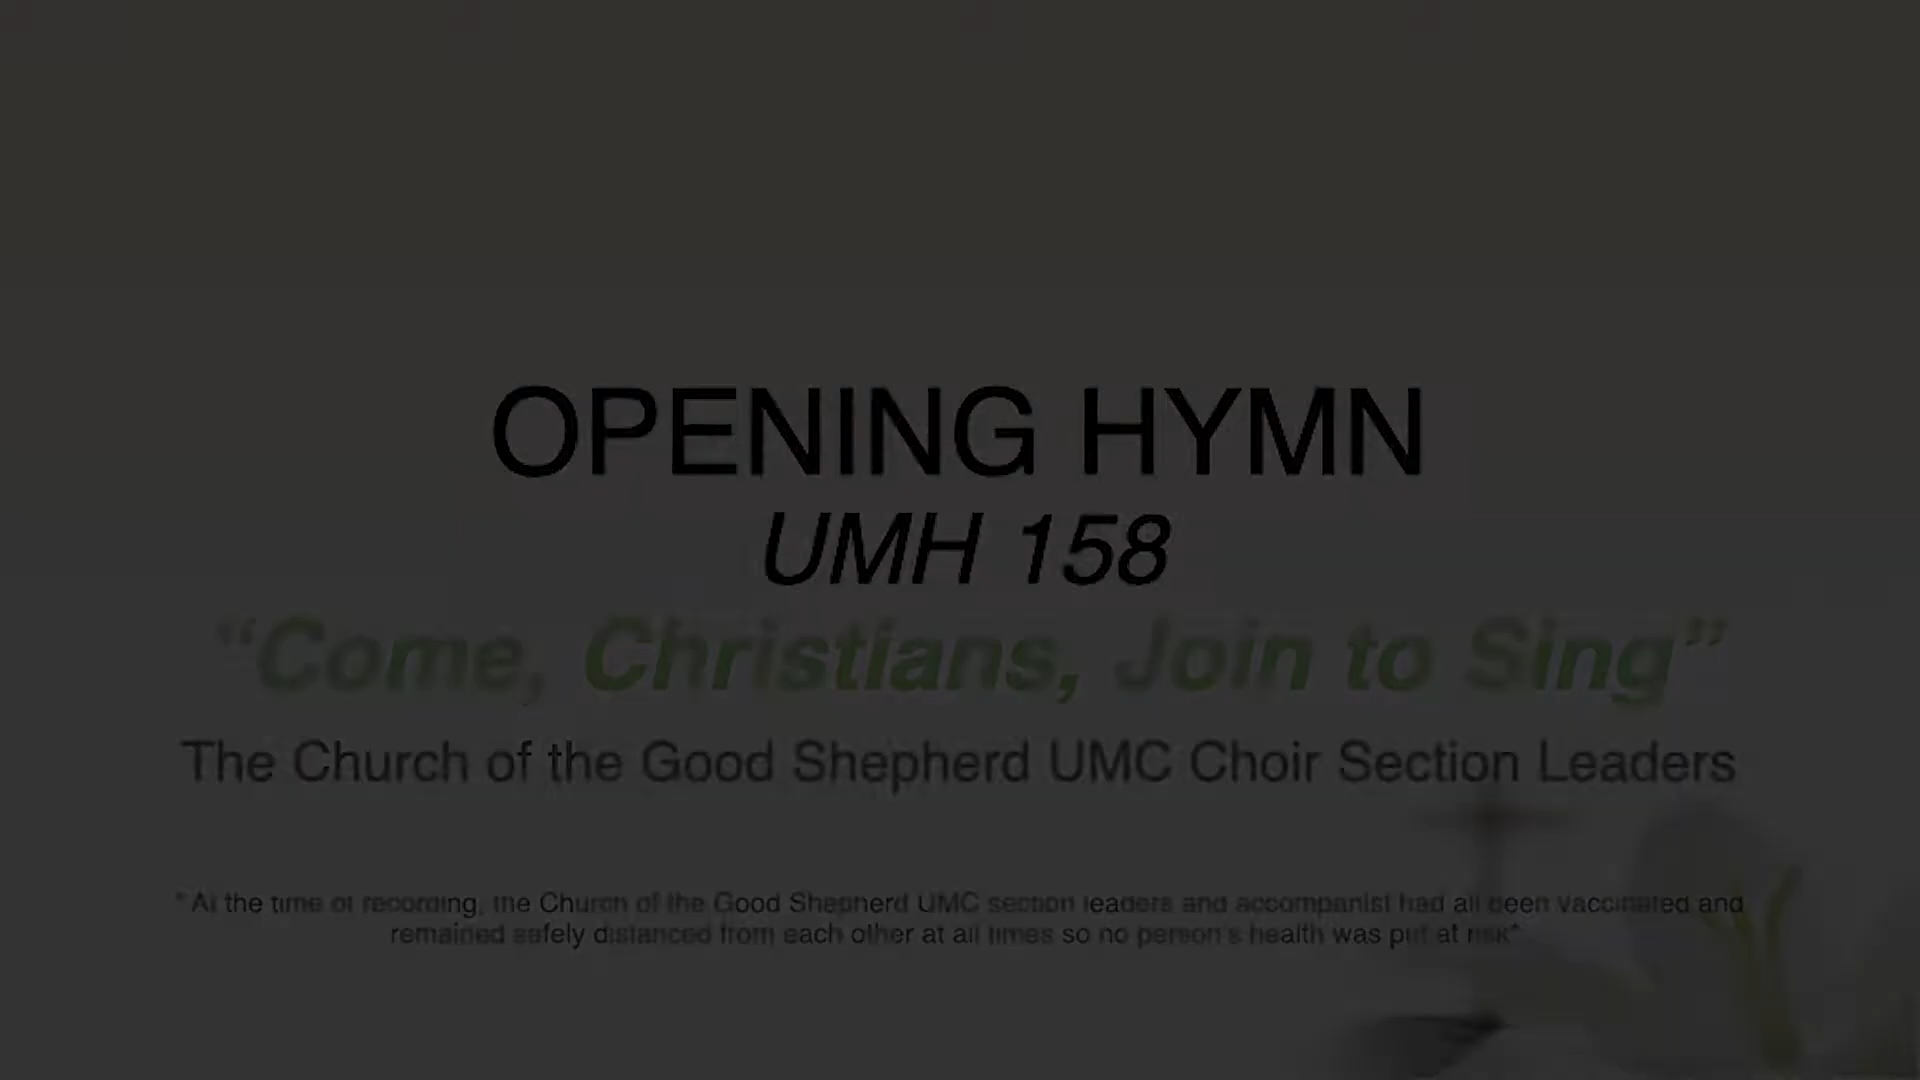 OPENING HYMN
UMH 158
“Come, Christians, Join to Sing”
The Church of the Good Shepherd UMC Choir Section Leaders
* At the time of recording, the Church of the Good Shepherd UMC section leaders and accompanist had all been vaccinated and
remained safely distanced from each other at all times so no person's health was put at risk*